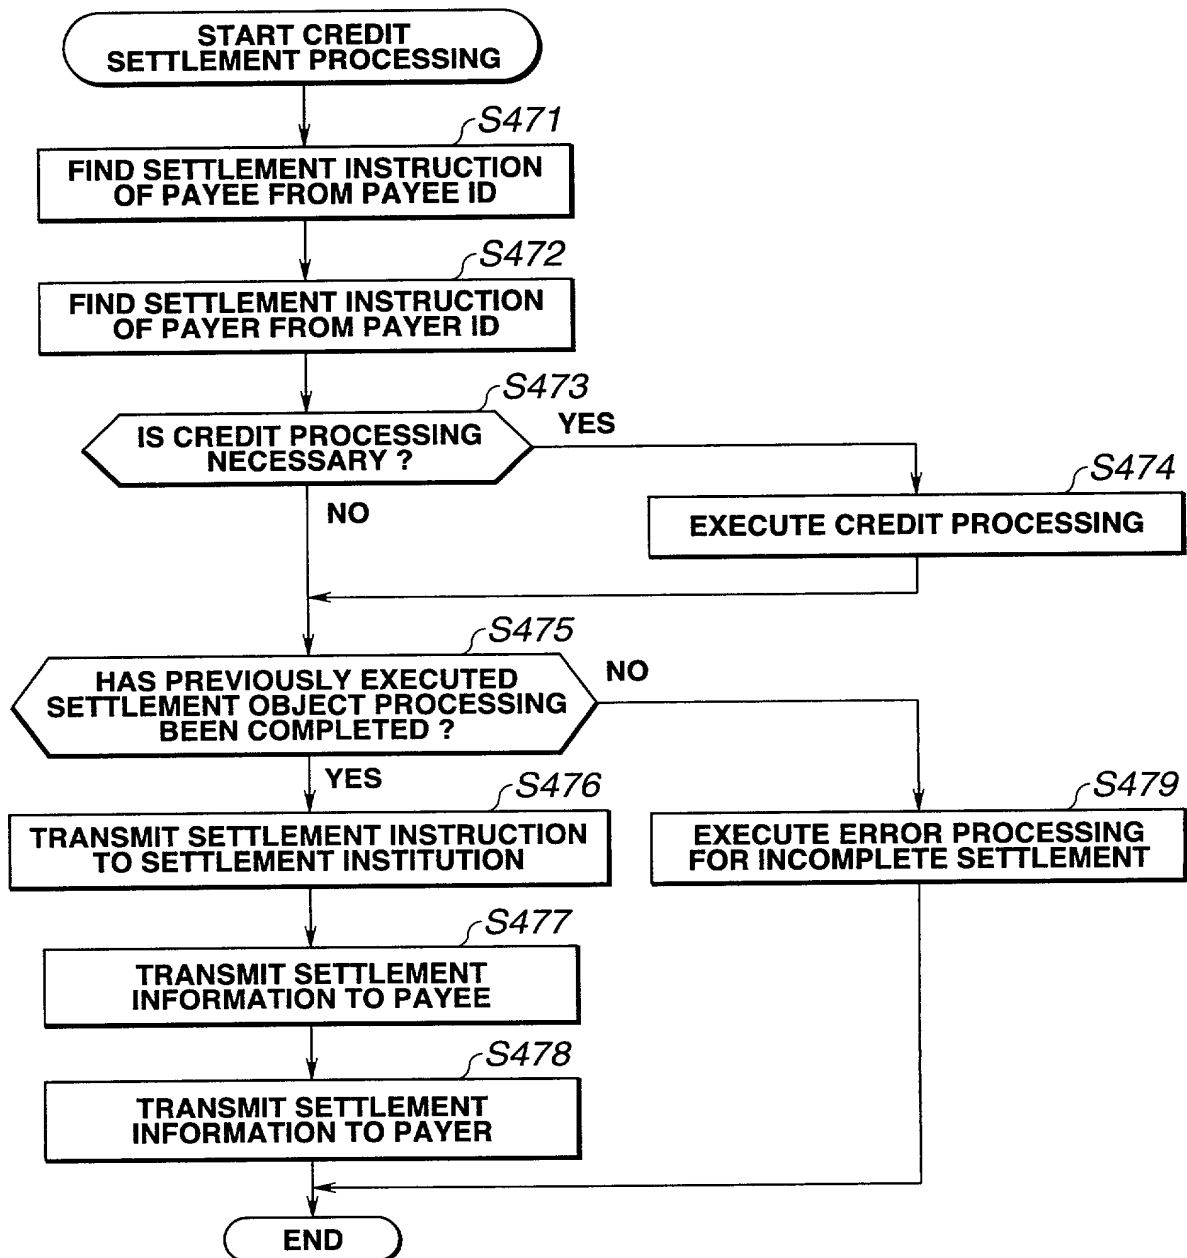 START CREDIT
SETTLEMENT PROCESSING
S471
FIND SETTLEMENT INSTRUCTION
OF PAYEE FROM PAYEE ID
S472
FIND SETTLEMENT INSTRUCTION
OF PAYER FROM PAYER ID
S473
IS CREDIT PROCESSING
NECESSARY ?
YES
NO
S474
EXECUTE CREDIT PROCESSING
S475
HAS PREVIOUSLY EXECUTED
SETTLEMENT OBJECT PROCESSING
BEEN COMPLETED ?
NO
YES
S476
TRANSMIT SETTLEMENT INSTRUCTION
TO SETTLEMENT INSTITUTION
S479
EXECUTE ERROR PROCESSING
FOR INCOMPLETE SETTLEMENT
S477
TRANSMIT SETTLEMENT
INFORMATION TO PAYEE
S478
TRANSMIT SETTLEMENT
INFORMATION TO PAYER
END